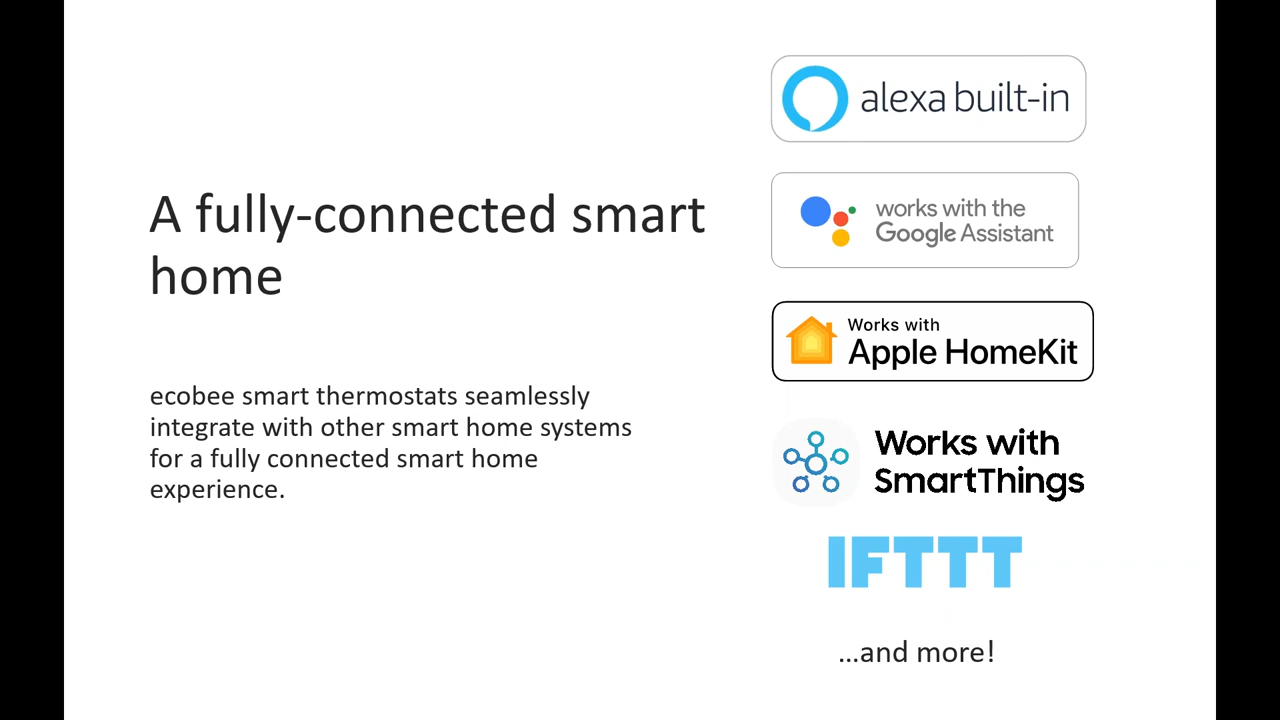 A fully-connected smart
home
ecobee smart thermostats seamlessly
integrate with other smart home systems
for a fully connected smart home
experience.
alexa built-in
works with the
Google Assistant
Works with
Apple HomeKit
Works with
SmartThings
IFTTT
...and more!